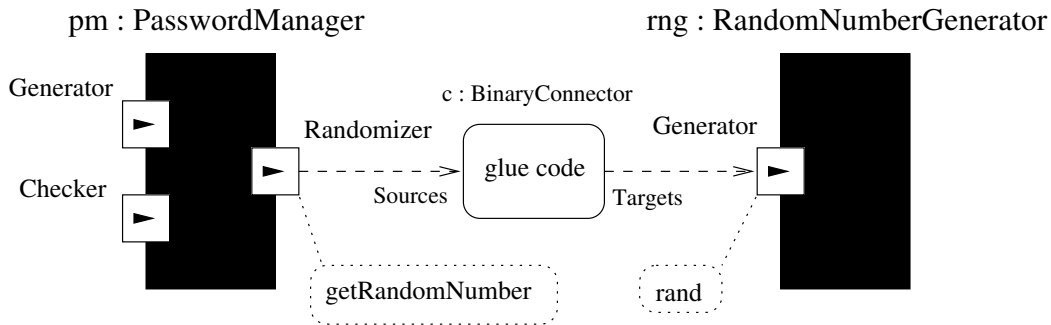 pm : PasswordManager
rng : RandomNumberGenerator
Generator
c : BinaryConnector
Randomizer
Generator
glue code
Checker
Sources
Targets
getRandomNumber
rand